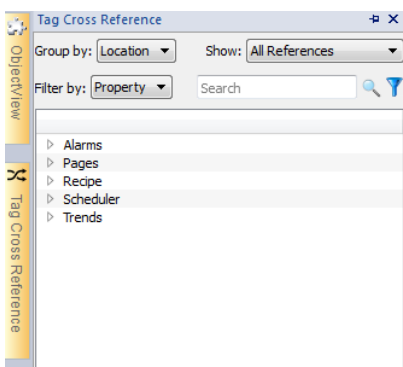 Tag Cross Reference
Group by: Location Show: All References
Filter by: Property Search
Alarms
Pages
Recipe
Scheduler
Trends
ObjectView
Tag Cross Reference